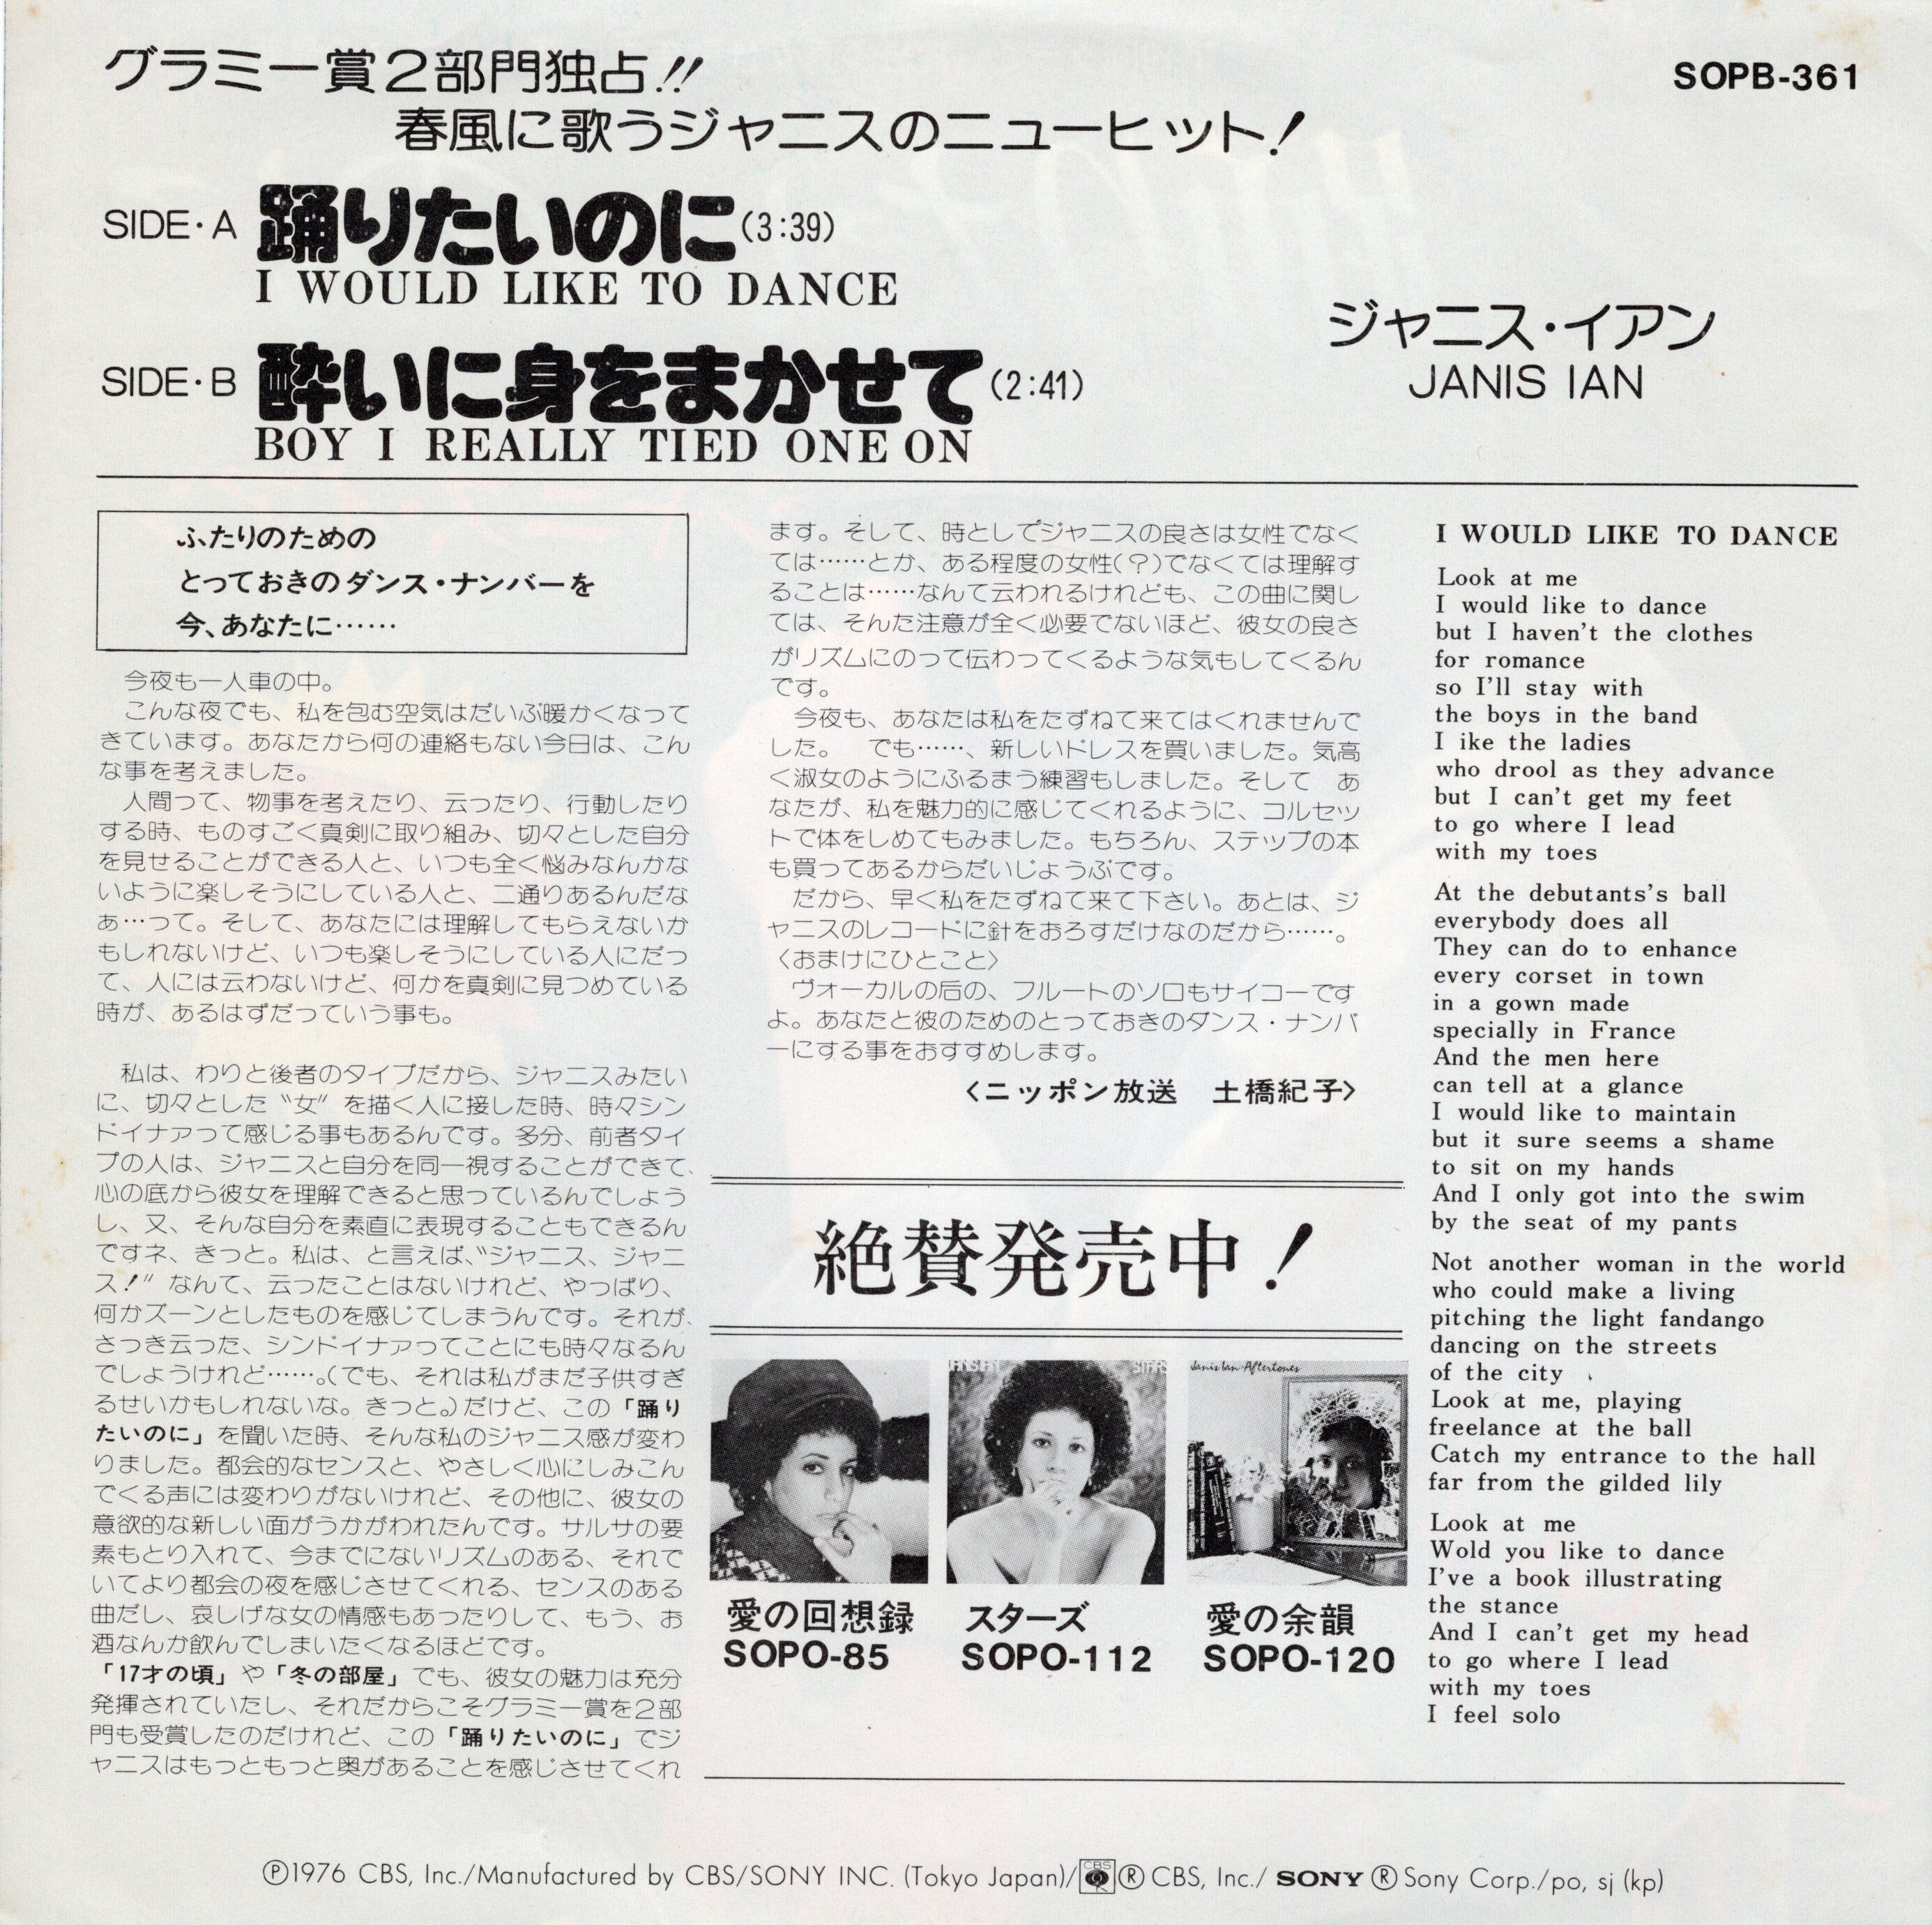 グラミー賞2部門独占!!
SOPB-361
春風に歌うジャニスのニューヒット!
SIDE・A 踊りたいのに(3:39)
I WOULD LIKE TO DANCE
SIDE・B 酔いに身をまかせて(2:41)
BOY I REALLY TIED ONE ON
ジャニス・イアン
JANIS IAN
ふたりのための
とっておきのダンス・ナンバーを
今、あなたに……
今夜も一人車の中。
こんな夜でも、私を包む空気はだいぶ暖かくなって
きています。あなたから何の連絡もない今日は、こん
な事を考えました。
人間って、物事を考えたり、云ったり、行動したり
する時、ものすごく真剣に取り組み、切々とした自分
を見せることができる人と、いつも全く悩みなんかな
いように楽しそうにしている人と、二通りあるんだな
ぁ…って。そして、あなたには理解してもらえないか
もしれないけど、いつも楽しそうにしている人にだっ
て、人には云わないけど、何かを真剣に見つめている
時が、あるはずだっていう事も。
私は、わりと後者のタイプだから、ジャニスみたい
に、切々とした〝女〟を描く人に接した時、時々シン
ドイナァって感じる事もあるんです。多分、前者タイ
プの人は、ジャニスと自分を同一視することができて、
心の底から彼女を理解できると思っているんでしょう
し、又、そんな自分を素直に表現することもできるん
ですネ、きっと。私は、と言えば、〝ジャニス、ジャニ
ス!〟なんて、云ったことはないけれど、やっぱり、
何かズーンとしたものを感じてしまうんです。それが、
さっき云った、シンドイナァってことにも時々なるん
でしょうけれど……。(でも、それは私がまだ子供すぎ
るせいかもしれないな。きっと。)だけど、この「踊り
たいのに」を聞いた時、そんな私のジャニス感が変わ
りました。都会的なセンスと、やさしく心にしみこん
でくる声には変わりがないけれど、その他に、彼女の
意欲的な新しい面がうかがわれたんです。サルサの要
素もとり入れて、今までにないリズムのある、それで
いてより都会の夜を感じさせてくれる、センスのある
曲だし、哀しげな女の情感もあったりして、もう、お
酒なんか飲んでしまいたくなるほどです。
「17才の頃」や「冬の部屋」でも、彼女の魅力は充分
発揮されていたし、それだからこそグラミー賞を2部
門も受賞したのだけれど、この「踊りたいのに」でジ
ャニスはもっともっと奥があることを感じさせてくれ
ます。そして、時としてジャニスの良さは女性でなく
ては……とか、ある程度の女性(?)でなくては理解す
ることは……なんて云われるけれども、この曲に関し
ては、そんた注意が全く必要でないほど、彼女の良さ
がリズムにのって伝わってくるような気もしてくるん
です。
今夜も、あなたは私をたずねて来てはくれませんで
した。 でも……、新しいドレスを買いました。気高
く淑女のようにふるまう練習もしました。そして あ
なたが、私を魅力的に感じてくれるように、コルセッ
トで体をしめてもみました。もちろん、ステップの本
も買ってあるからだいじょうぶです。
だから、早く私をたずねて来て下さい。あとは、ジ
ャニスのレコードに針をおろすだけなのだから……。
〈おまけにひとこと〉
ヴォーカルの后の、フルートのソロもサイコーです
よ。あなたと彼のためのとっておきのダンス・ナンバ
ーにする事をおすすめします。
〈ニッポン放送 土橋紀子〉
絶賛発売中!
JANIS IAN
STARS
Janis Ian・Aftertones
愛の回想録
SOPO-85
スターズ
SOPO-112
愛の余韻
SOPO-120
I WOULD LIKE TO DANCE
Look at me
I would like to dance
but I haven't the clothes
for romance
so I'll stay with
the boys in the band
I ike the ladies
who drool as they advance
but I can't get my feet
to go where I lead
with my toes
At the debutants's ball
everybody does all
They can do to enhance
every corset in town
in a gown made
specially in France
And the men here
can tell at a glance
I would like to maintain
but it sure seems a shame
to sit on my hands
And I only got into the swim
by the seat of my pants
Not another woman in the world
who could make a living
pitching the light fandango
dancing on the streets
of the city
Look at me, playing
freelance at the ball
Catch my entrance to the hall
far from the gilded lily
Look at me
Wold you like to dance
I've a book illustrating
the stance
And I can't get my head
to go where I lead
with my toes
I feel solo
Ⓟ1976 CBS, Inc./Manufactured by CBS/SONY INC. (Tokyo Japan)/CBS ® CBS, Inc./ SONY ® Sony Corp./po, sj (kp)